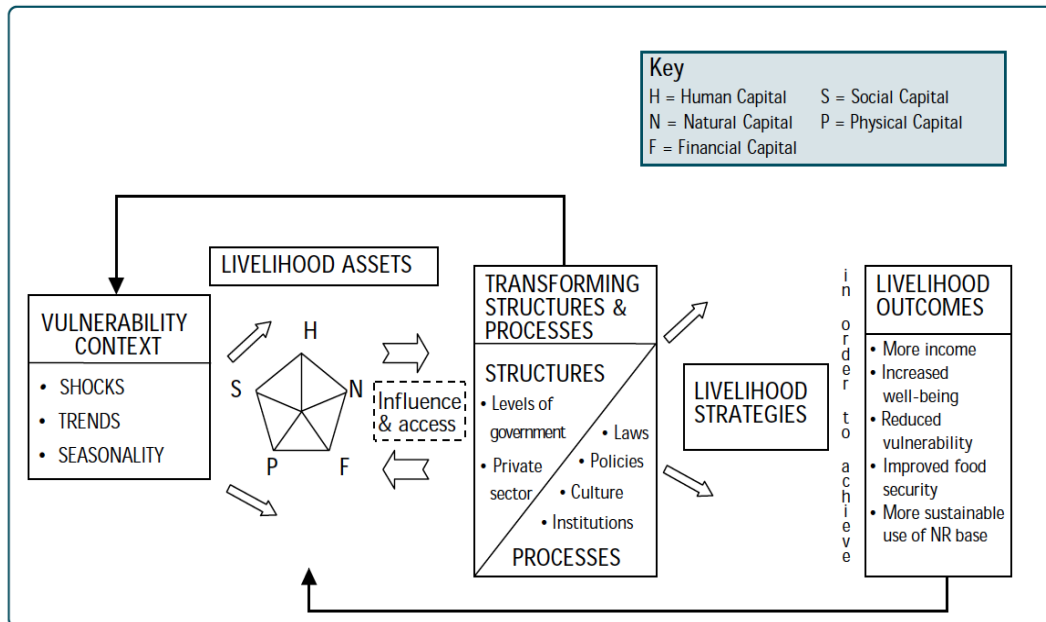 Key
H = Human Capital
S = Social Capital
N = Natural Capital
P = Physical Capital
F = Financial Capital
LIVELIHOOD ASSETS
VULNERABILITY
CONTEXT
• SHOCKS
• TRENDS
• SEASONALITY
H
S
N
P
F
Influence
& access
TRANSFORMING
STRUCTURES &
PROCESSES
STRUCTURES
• Levels of
government
• Private
sector
• Laws
• Policies
• Culture
• Institutions
PROCESSES
LIVELIHOOD
STRATEGIES
in order to achieve
LIVELIHOOD
OUTCOMES
• More income
• Increased
well-being
• Reduced
vulnerability
• Improved food
security
• More sustainable
use of NR base